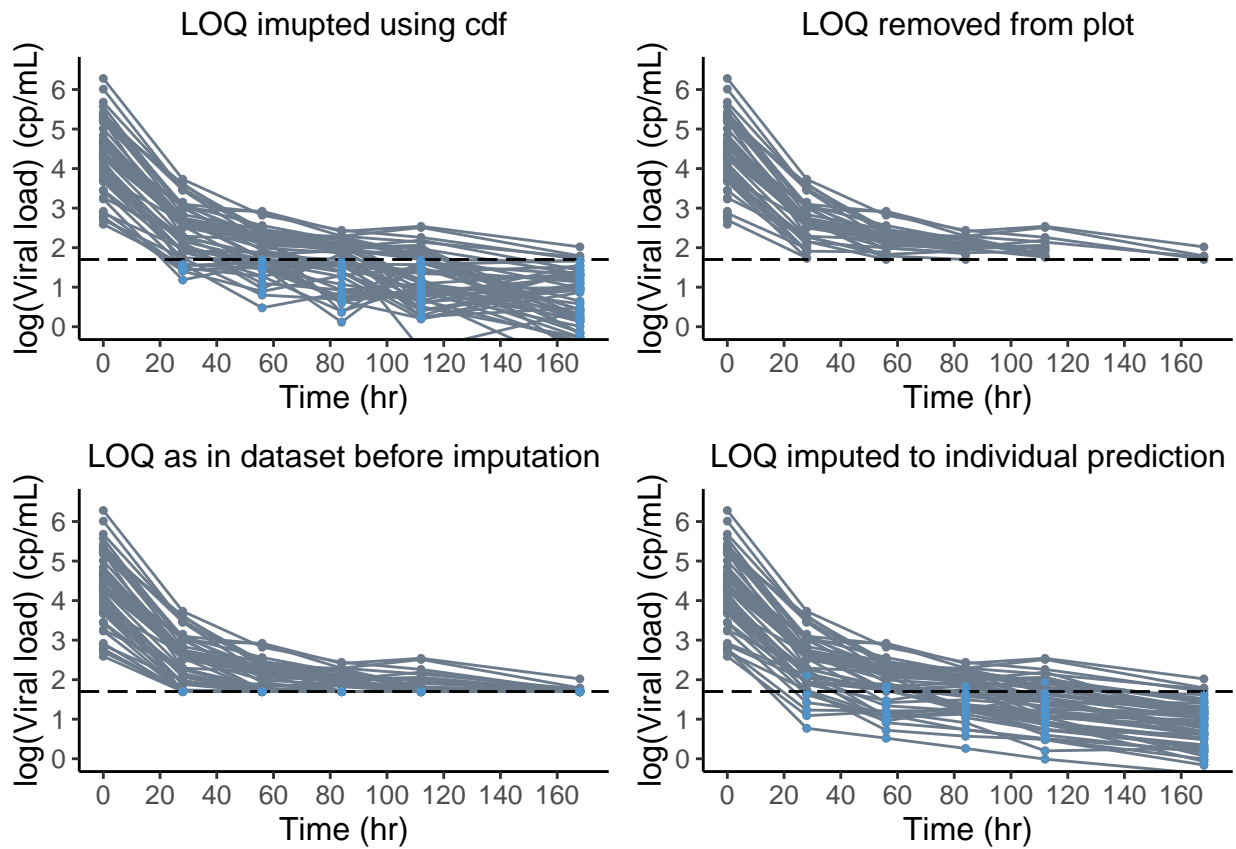 LOQ imupted using cdf
log(Viral load) (cp/mL)
6
5
4
3
2
1
0
0 20 40 60 80 100 120 140 160
Time (hr)
LOQ removed from plot
log(Viral load) (cp/mL)
6
5
4
3
2
1
0
0 20 40 60 80 100 120 140 160
Time (hr)
LOQ as in dataset before imputation
log(Viral load) (cp/mL)
6
5
4
3
2
1
0
0 20 40 60 80 100 120 140 160
Time (hr)
LOQ imputed to individual prediction
log(Viral load) (cp/mL)
6
5
4
3
2
1
0
0 20 40 60 80 100 120 140 160
Time (hr)